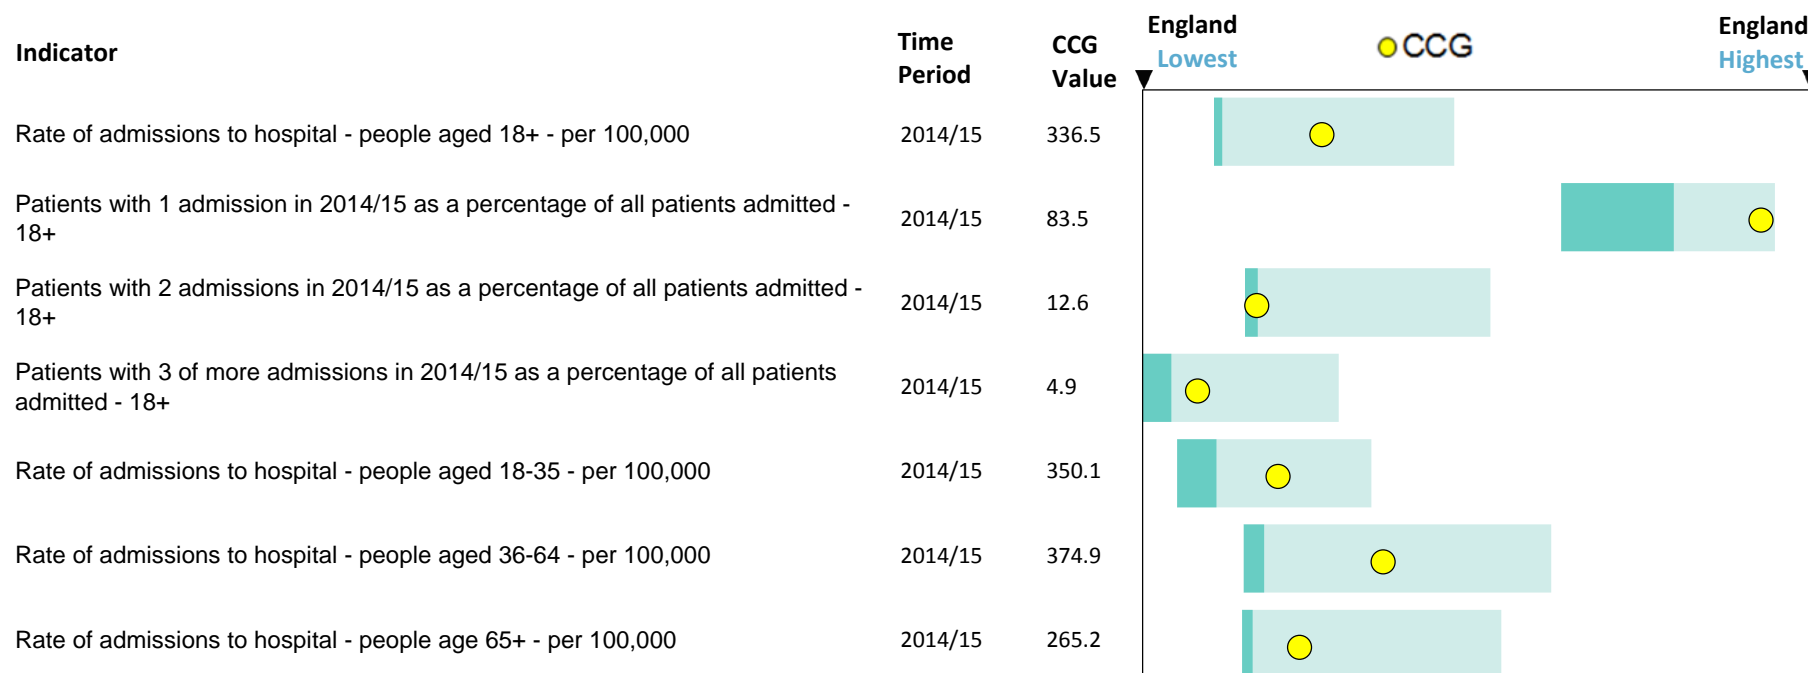 Indicator
Time
Period
CCG
Value
England
Lowest
CCG
England
Highest
Rate of admissions to hospital - people aged 18+ - per 100,000 2014/15 336.5
Patients with 1 admission in 2014/15 as a percentage of all patients admitted -
18+
2014/15 83.5
Patients with 2 admissions in 2014/15 as a percentage of all patients admitted -
18+
2014/15 12.6
Patients with 3 of more admissions in 2014/15 as a percentage of all patients
admitted - 18+
2014/15 4.9
Rate of admissions to hospital - people aged 18-35 - per 100,000 2014/15 350.1
Rate of admissions to hospital - people aged 36-64 - per 100,000 2014/15 374.9
Rate of admissions to hospital - people age 65+ - per 100,000 2014/15 265.2